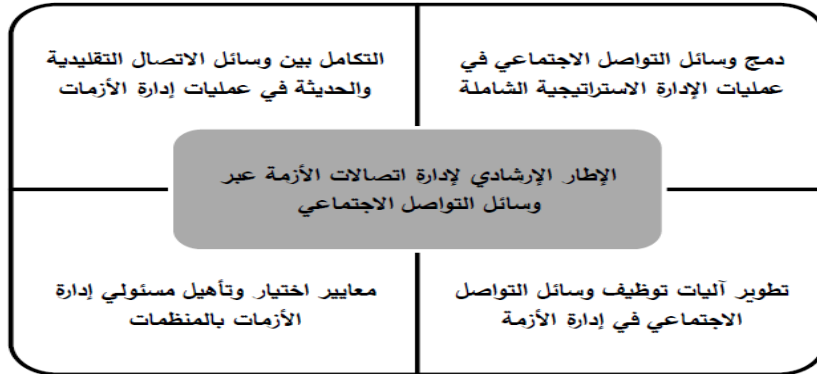 دمج وسائل التواصل الاجتماعي في
عمليات الإدارة الاستراتيجية الشاملة
التكامل بين وسائل الاتصال التقليدية
والحديثة في عمليات إدارة الأزمات
الإطار الإرشادي لإدارة اتصالات الأزمة عبر
وسائل التواصل الاجتماعي
تطوير آليات توظيف وسائل التواصل
الاجتماعي في إدارة الأزمة
معايير اختيار وتأهيل مسئولي إدارة
الأزمات بالمنظمات